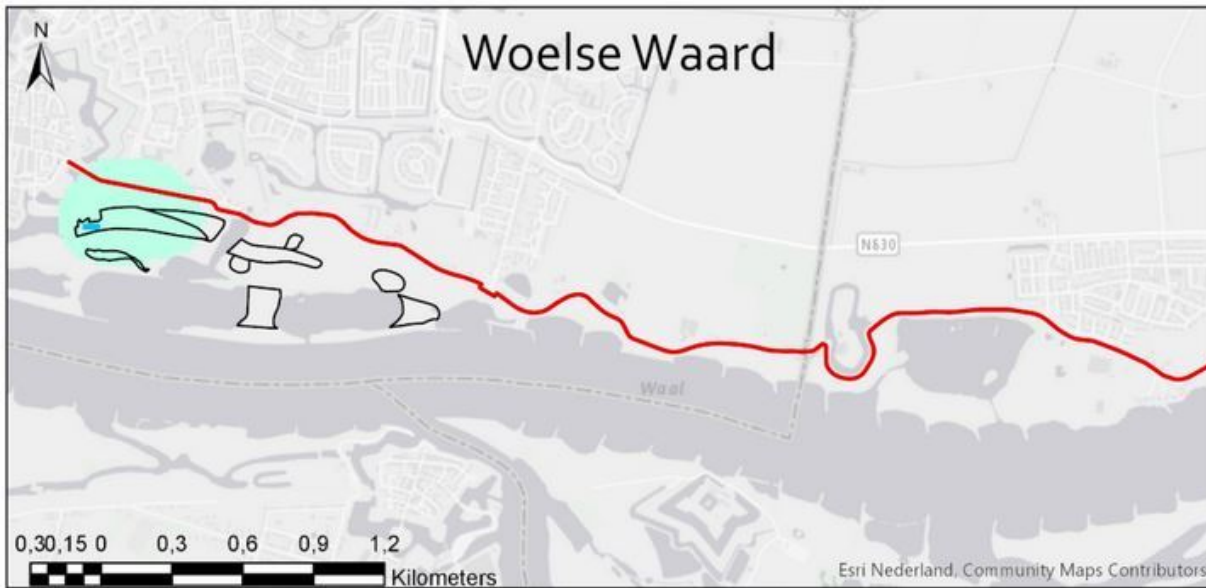 N
Woelse Waard
N830
Waal
0,30,15 0 0,3 0,6 0,9 1,2
Kilometers
Esri Nederland, Community Maps Contributors